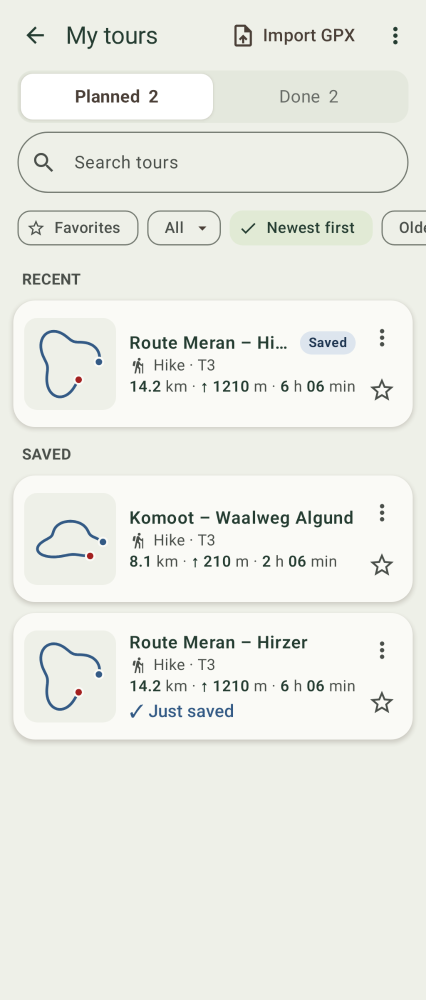 My tours
Import GPX
Planned 2
Done 2
Search tours
Favorites
All
Newest first
Olde
RECENT
Route Meran – Hi...
Saved
Hike · T3
14.2 km · ↑ 1210 m · 6 h 06 min
SAVED
Komoot – Waalweg Algund
Hike · T3
8.1 km · ↑ 210 m · 2 h 08 min
Route Meran – Hirzer
Hike · T3
14.2 km · ↑ 1210 m · 6 h 06 min
✓ Just saved